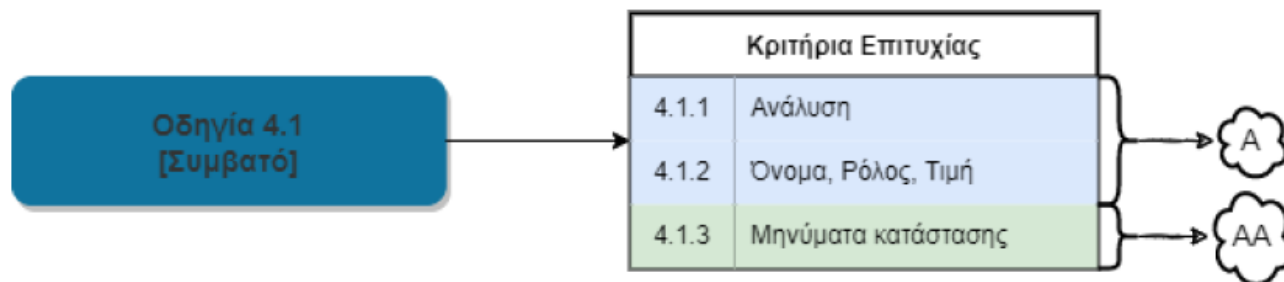 Οδηγία 4.1
[Συμβατό]
Κριτήρια Επιτυχίας
4.1.1 Ανάλυση
4.1.2 Όνομα, Ρόλος, Τιμή
A
4.1.3 Μηνύματα κατάστασης
AA